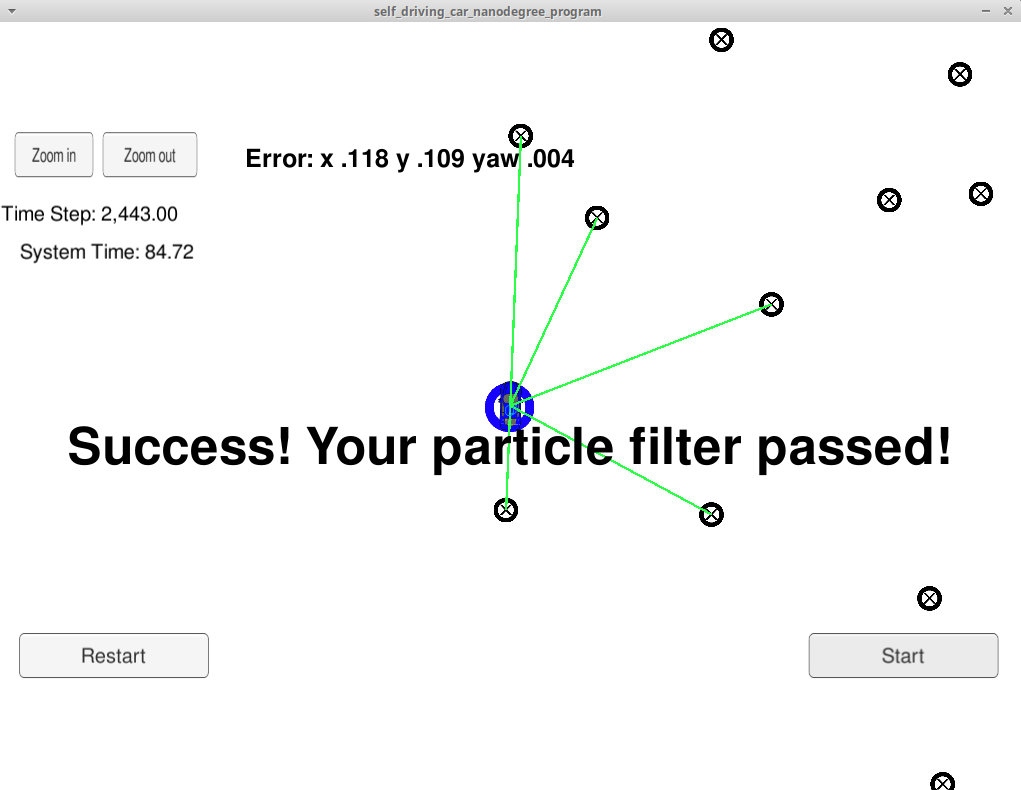 self_driving_car_nanodegree_program
Zoom in
Zoom out
Error: x .118 y .109 yaw .004
Time Step: 2,443.00
System Time: 84.72
Success! Your particle filter passed!
Restart
Start